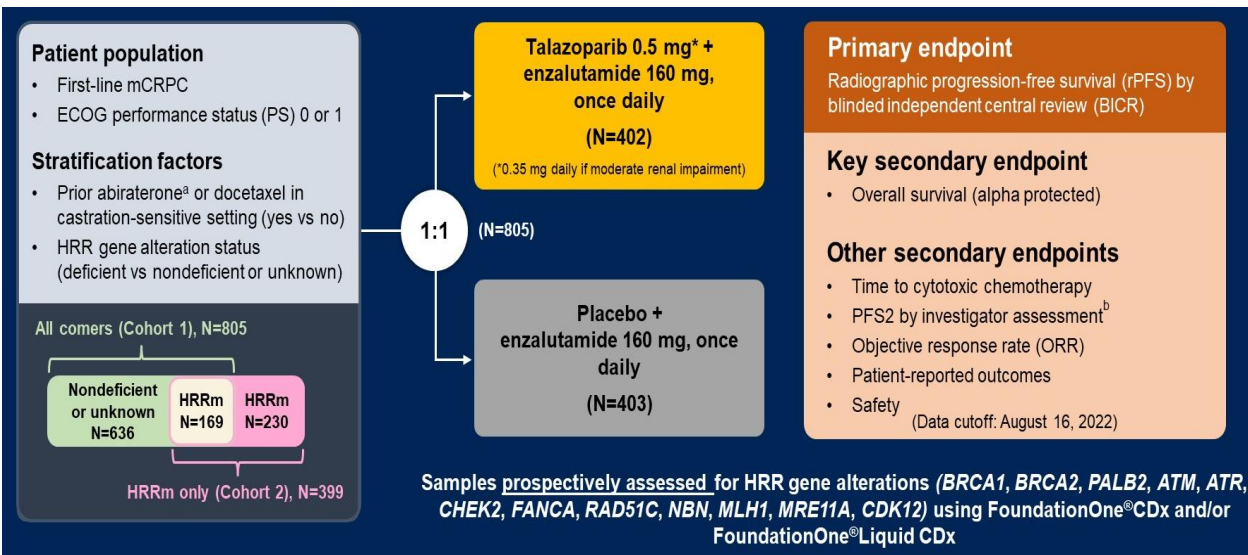 Patient population
• First-line mCRPC
• ECOG performance status (PS) 0 or 1
Stratification factors
• Prior abirateroneᵃ or docetaxel in
castration-sensitive setting (yes vs no)
• HRR gene alteration status
(deficient vs nondeficient or unknown)
All comers (Cohort 1), N=805
Nondeficient
or unknown
N=636
HRRm
N=169
HRRm
N=230
HRRm only (Cohort 2), N=399
1:1
(N=805)
Talazoparib 0.5 mg* +
enzalutamide 160 mg,
once daily
(N=402)
(*0.35 mg daily if moderate renal impairment)
Placebo +
enzalutamide 160 mg, once
daily
(N=403)
Primary endpoint
Radiographic progression-free survival (rPFS) by
blinded independent central review (BICR)
Key secondary endpoint
• Overall survival (alpha protected)
Other secondary endpoints
• Time to cytotoxic chemotherapy
• PFS2 by investigator assessmentᵇ
• Objective response rate (ORR)
• Patient-reported outcomes
• Safety
(Data cutoff: August 16, 2022)
Samples prospectively assessed for HRR gene alterations (BRCA1, BRCA2, PALB2, ATM, ATR,
CHEK2, FANCA, RAD51C, NBN, MLH1, MRE11A, CDK12) using FoundationOne®CDx and/or
FoundationOne®Liquid CDx